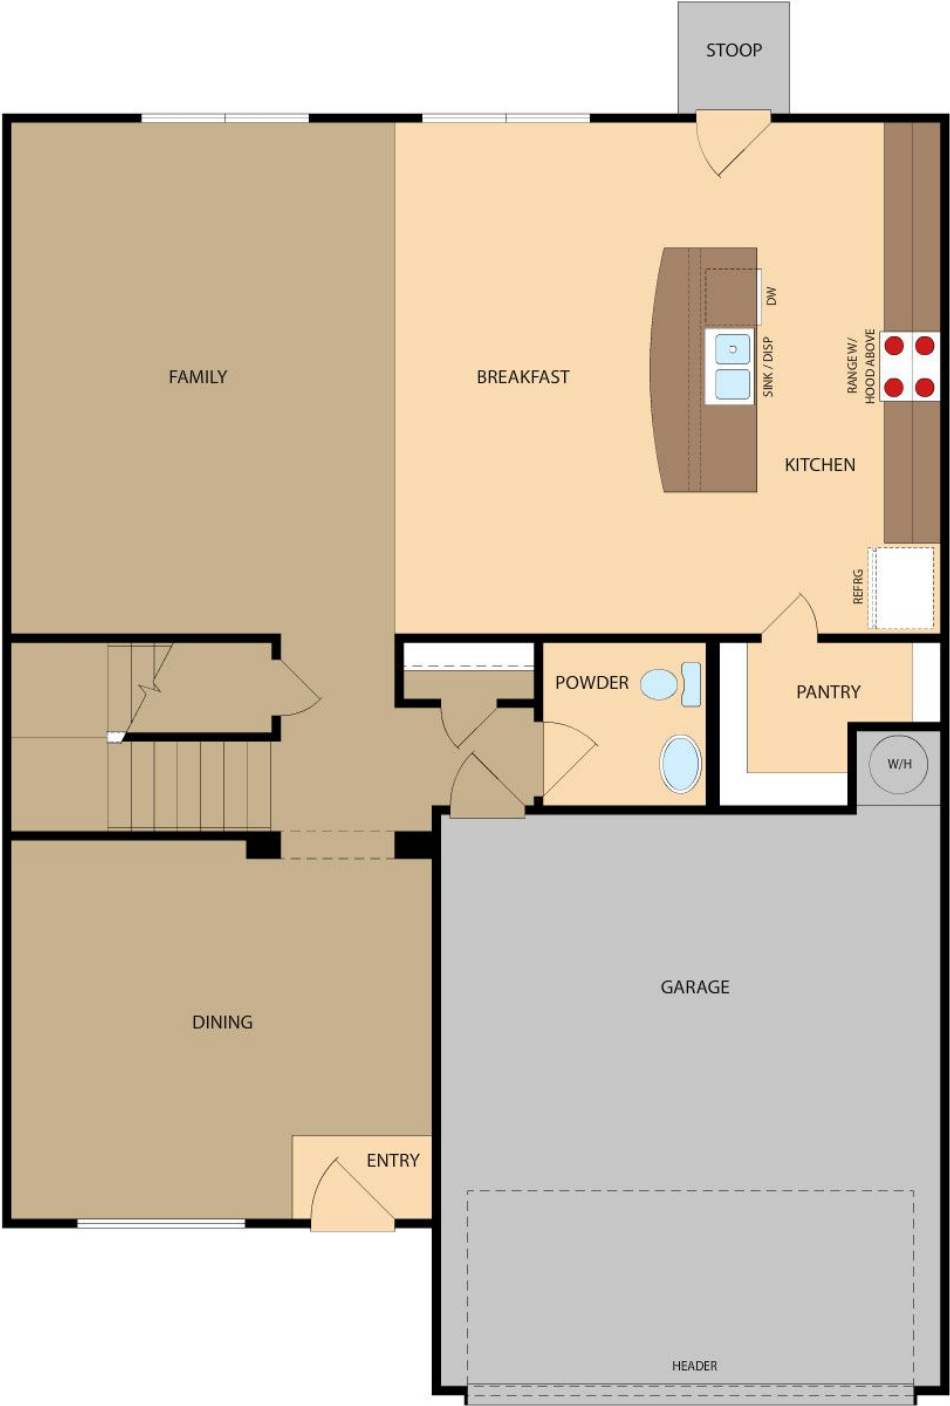 STOOP
DW
SINK / DISP
RANGE W/
HOOD ABOVE
FAMILY
BREAKFAST
KITCHEN
REFRG
POWDER
PANTRY
W/H
GARAGE
DINING
ENTRY
HEADER